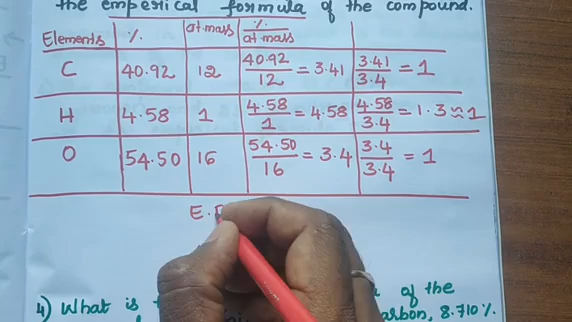 the emperical formula of the compound.
Elements % at.mass %/at.mass
C 40.92 12 40.92/12 = 3.41 3.41/3.4 = 1
H 4.58 1 4.58/1 = 4.58 4.58/3.4 = 1.3 ≈ 1
O 54.50 16 54.50/16 = 3.4 3.4/3.4 = 1
E.
4) What is of the
arbon, 8.710%.